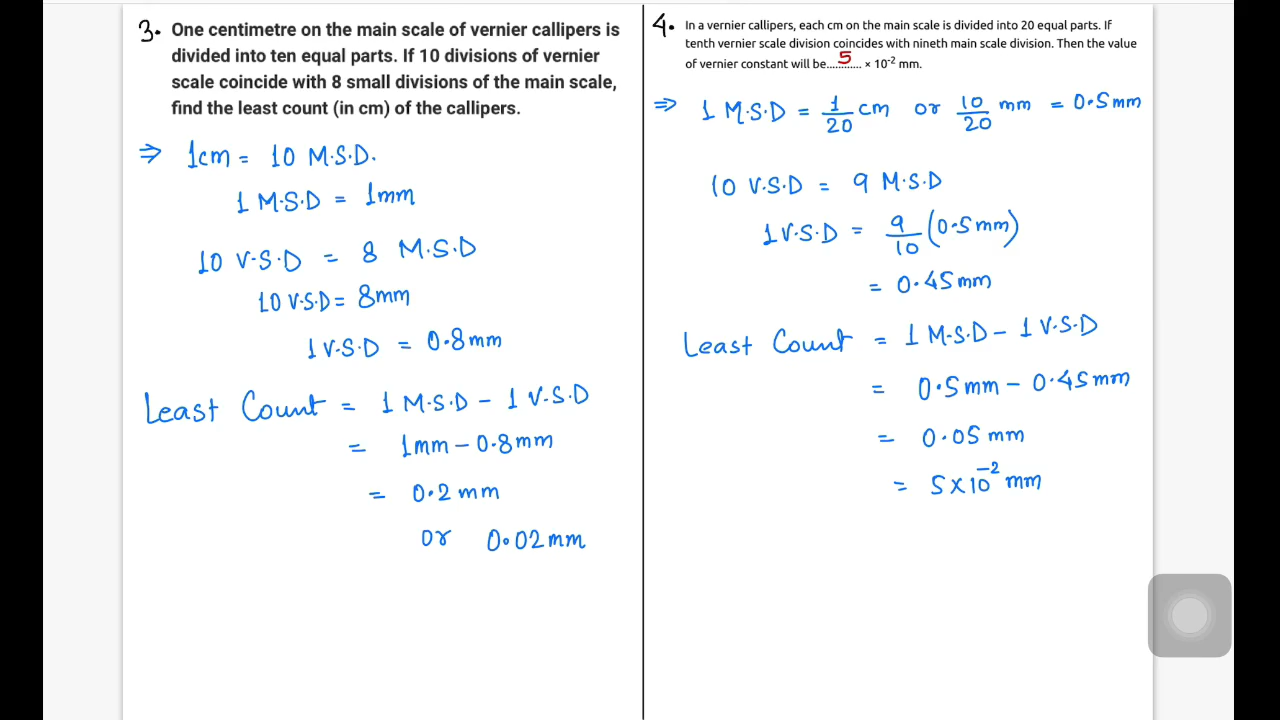 3. One centimetre on the main scale of vernier callipers is
divided into ten equal parts. If 10 divisions of vernier
scale coincide with 8 small divisions of the main scale,
find the least count (in cm) of the callipers.
⇒ 1cm = 10 M.S.D.
1 M.S.D = 1mm
10 V.S.D = 8 M.S.D
10 V.S.D = 8mm
1 V.S.D = 0.8mm
Least Count = 1 M.S.D - 1 V.S.D
= 1mm - 0.8mm
= 0.2mm
or 0.02mm
4. In a vernier callipers, each cm on the main scale is divided into 20 equal parts. If
tenth vernier scale division coincides with nineth main scale division. Then the value
of vernier constant will be....5........ × 10⁻² mm.
⇒ 1 M.S.D = 1/20 cm or 10/20 mm = 0.5mm
10 V.S.D = 9 M.S.D
1 V.S.D = 9/10 (0.5mm)
= 0.45mm
Least Count = 1 M.S.D - 1 V.S.D
= 0.5mm - 0.45mm
= 0.05mm
= 5×10⁻² mm